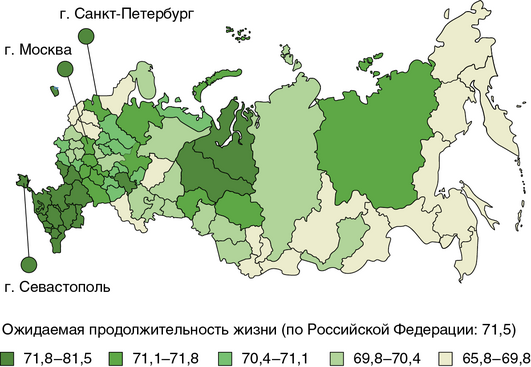 г. Санкт-Петербург
г. Москва
г. Севастополь
Ожидаемая продолжительность жизни (по Российской Федерации: 71,5)
71,8–81,5 71,1–71,8 70,4–71,1 69,8–70,4 65,8–69,8